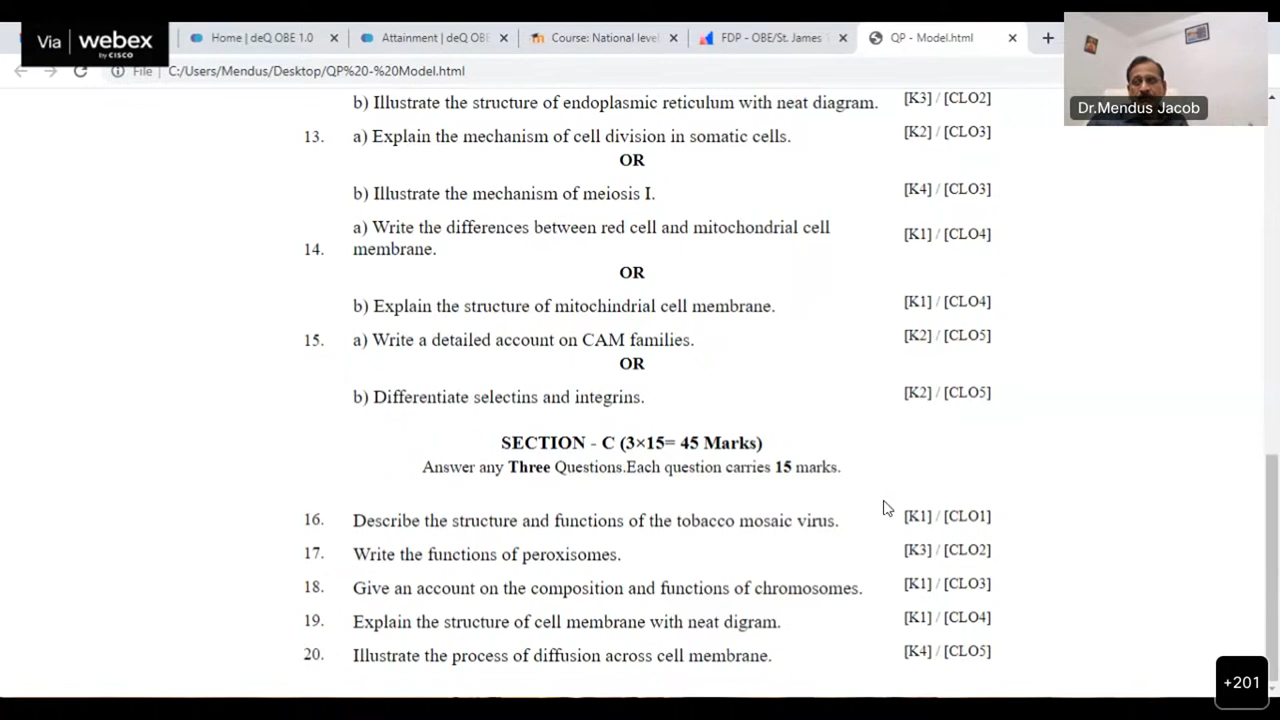 Via webex
by CISCO
Home | deQ OBE 1.0
Attainment | deQ OBE
Course: National level
FDP - OBE/St. James
QP - Model.html
File | C:/Users/Mendus/Desktop/QP%20-%20Model.html
Dr.Mendus Jacob
b) Illustrate the structure of endoplasmic reticulum with neat diagram. [K3] / [CLO2]
13. a) Explain the mechanism of cell division in somatic cells. [K2] / [CLO3]
OR
b) Illustrate the mechanism of meiosis I. [K4] / [CLO3]
a) Write the differences between red cell and mitochondrial cell [K1] / [CLO4]
14. membrane.
OR
b) Explain the structure of mitochindrial cell membrane. [K1] / [CLO4]
15. a) Write a detailed account on CAM families. [K2] / [CLO5]
OR
b) Differentiate selectins and integrins. [K2] / [CLO5]
SECTION - C (3×15= 45 Marks)
Answer any Three Questions.Each question carries 15 marks.
16. Describe the structure and functions of the tobacco mosaic virus. [K1] / [CLO1]
17. Write the functions of peroxisomes. [K3] / [CLO2]
18. Give an account on the composition and functions of chromosomes. [K1] / [CLO3]
19. Explain the structure of cell membrane with neat digram. [K1] / [CLO4]
20. Illustrate the process of diffusion across cell membrane. [K4] / [CLO5]
+201